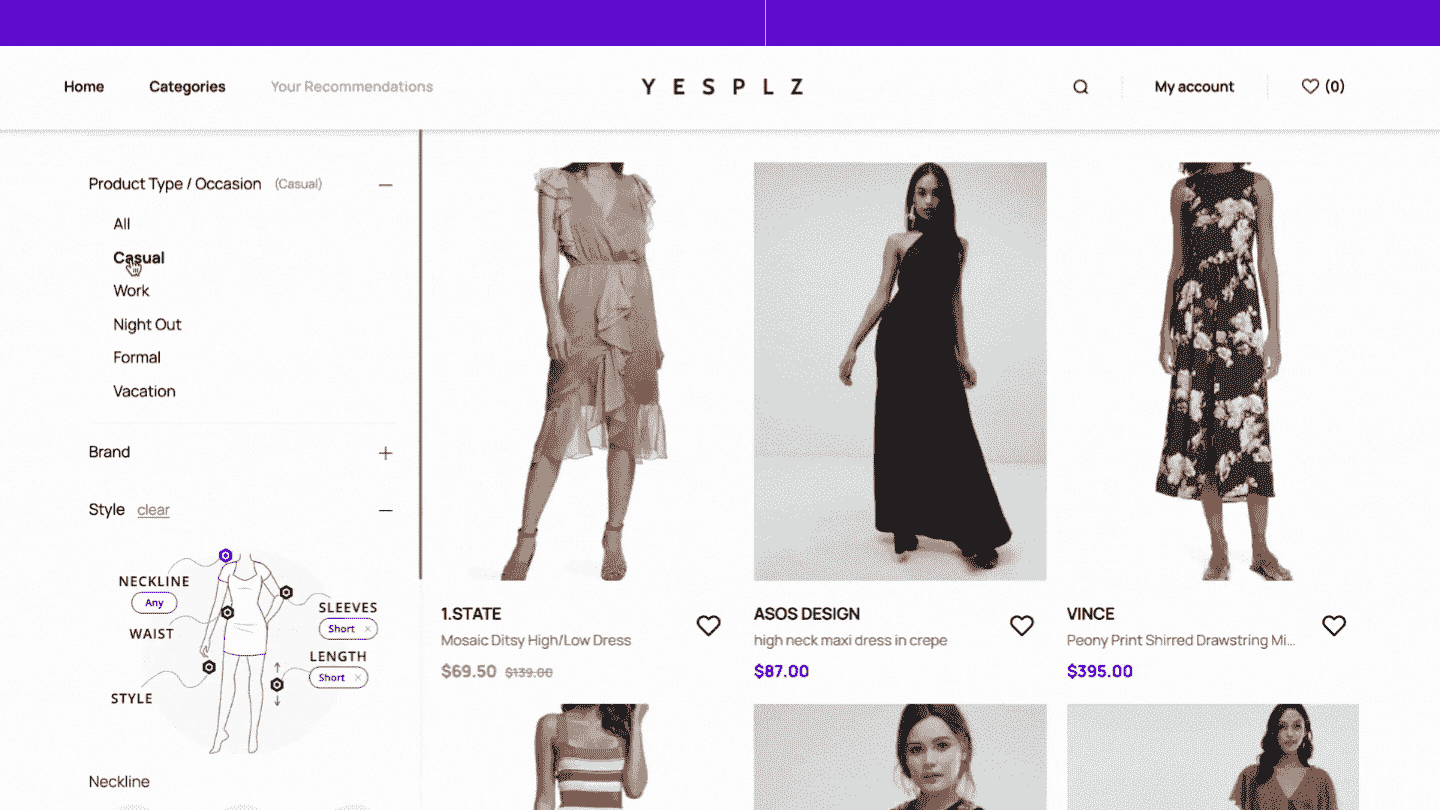 Home Categories Your Recommendations YESPLZ My account (0)
Product Type / Occasion (Casual)
All
Casual
Work
Night Out
Formal
Vacation
Brand
Style clear
NECKLINE
Any
WAIST
STYLE
SLEEVES
Short ×
LENGTH
Short ×
Neckline
1.STATE
Mosaic Ditsy High/Low Dress
$69.50 $139.00
ASOS DESIGN
high neck maxi dress in crepe
$87.00
VINCE
Peony Print Shirred Drawstring Mi...
$395.00